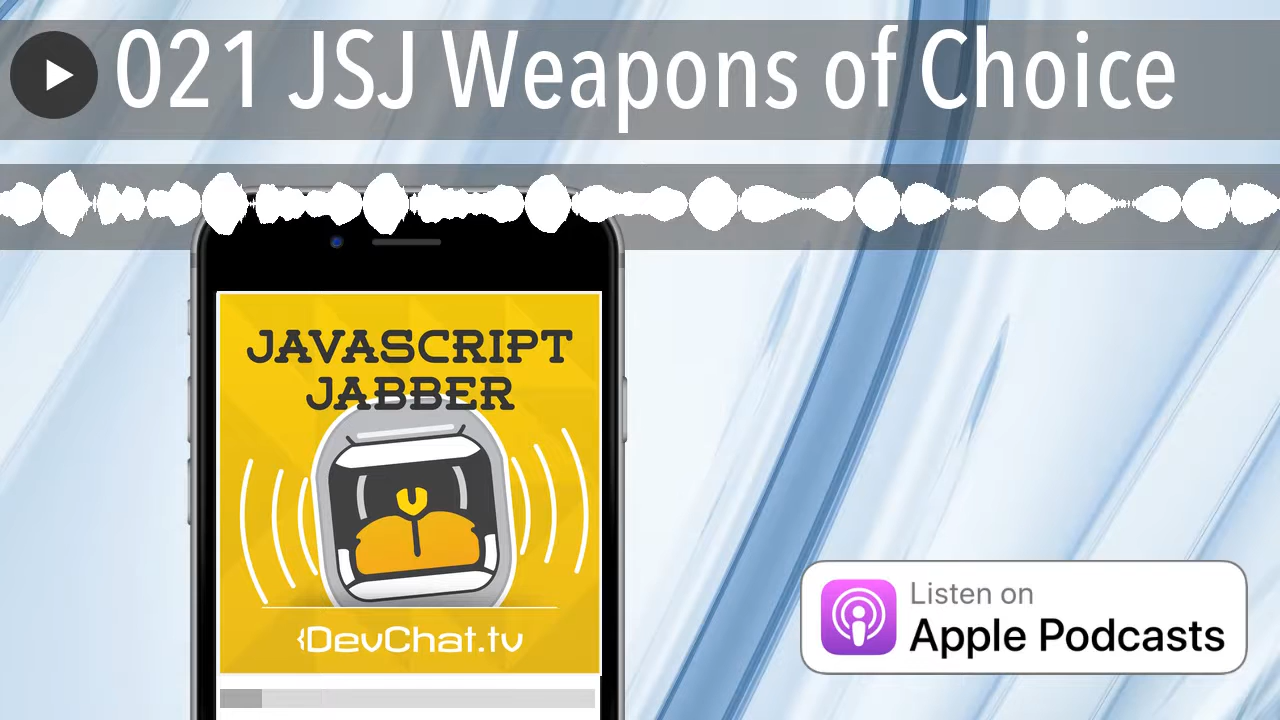 021 JSJ Weapons of Choice
JAVASCRIPT
JABBER
{DevChat.tv
Listen on
Apple Podcasts